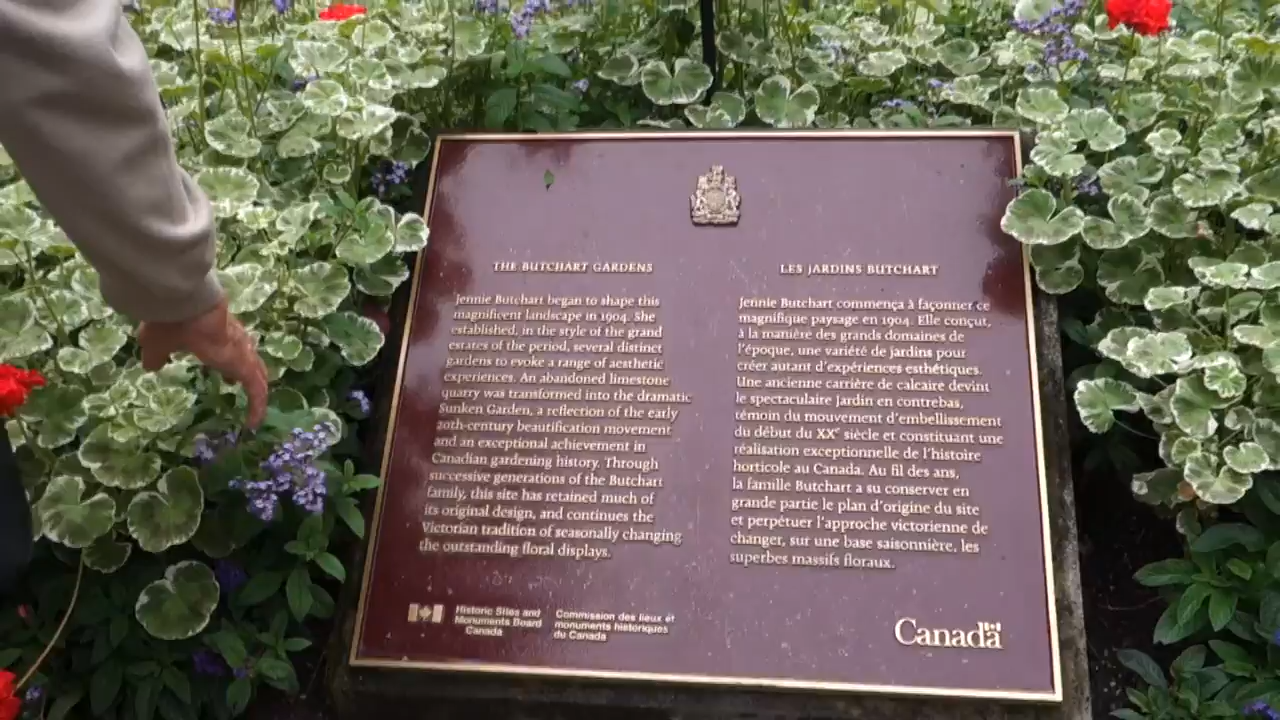 THE BUTCHART GARDENS
Jennie Butchart began to shape this
magnificent landscape in 1904. She
established, in the style of the grand
estates of the period, several distinct
gardens to evoke a range of aesthetic
experiences. An abandoned limestone
quarry was transformed into the dramatic
Sunken Garden, a reflection of the early
20th-century beautification movement
and an exceptional achievement in
Canadian gardening history. Through
successive generations of the Butchart
family, this site has retained much of
its original design, and continues the
Victorian tradition of seasonally changing
the outstanding floral displays.
LES JARDINS BUTCHART
Jennie Butchart commença à façonner ce
magnifique paysage en 1904. Elle conçut,
à la manière des grands domaines de
l'époque, une variété de jardins pour
créer autant d'expériences esthétiques.
Une ancienne carrière de calcaire devint
le spectaculaire Jardin en contrebas,
témoin du mouvement d'embellissement
du début du XXe siècle et constituant une
réalisation exceptionnelle de l'histoire
horticole au Canada. Au fil des ans,
la famille Butchart a su conserver en
grande partie le plan d'origine du site
et perpétuer l'approche victorienne de
changer, sur une base saisonnière, les
superbes massifs floraux.
Historic Sites and
Monuments Board
Canada
Commission des lieux et
monuments historiques
du Canada
Canada